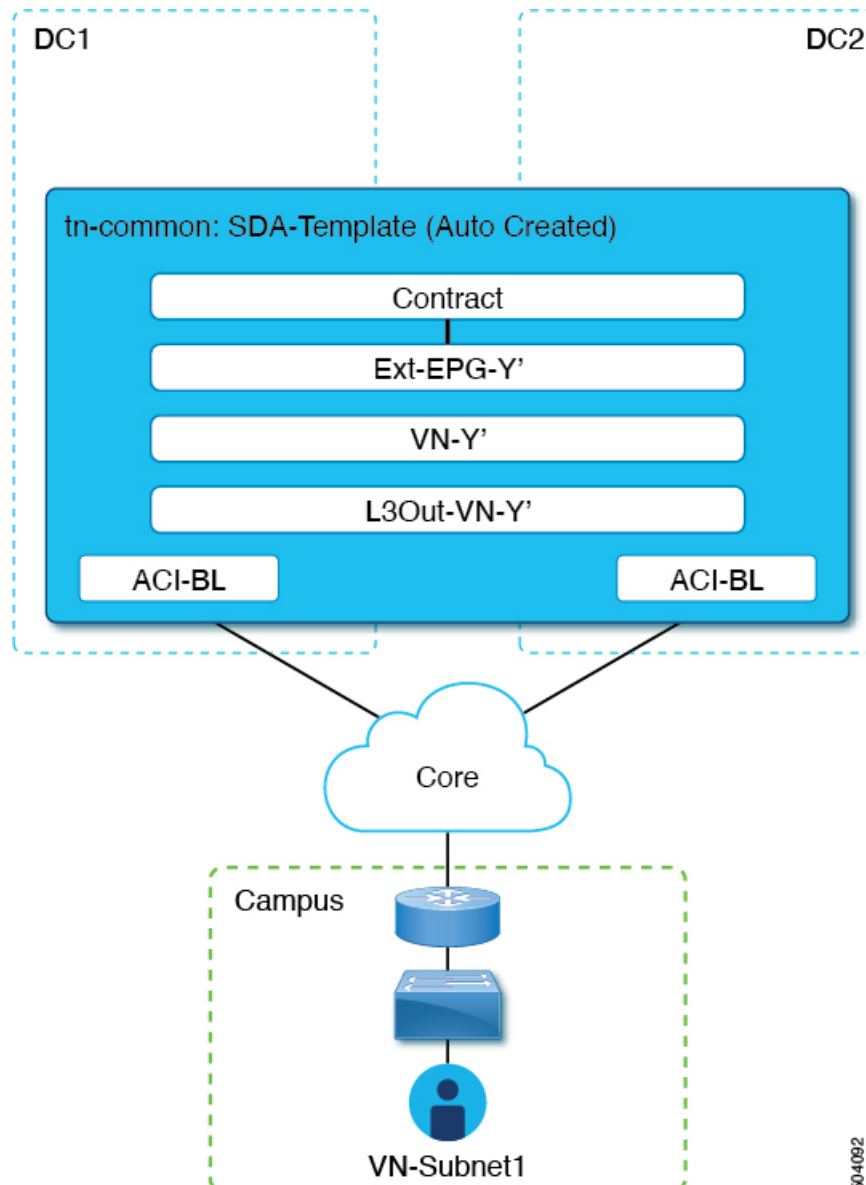 DC1
DC2
tn-common: SDA-Template (Auto Created)
Contract
Ext-EPG-Y’
VN-Y’
L3Out-VN-Y’
ACI-BL
ACI-BL
Core
Campus
VN-Subnet1